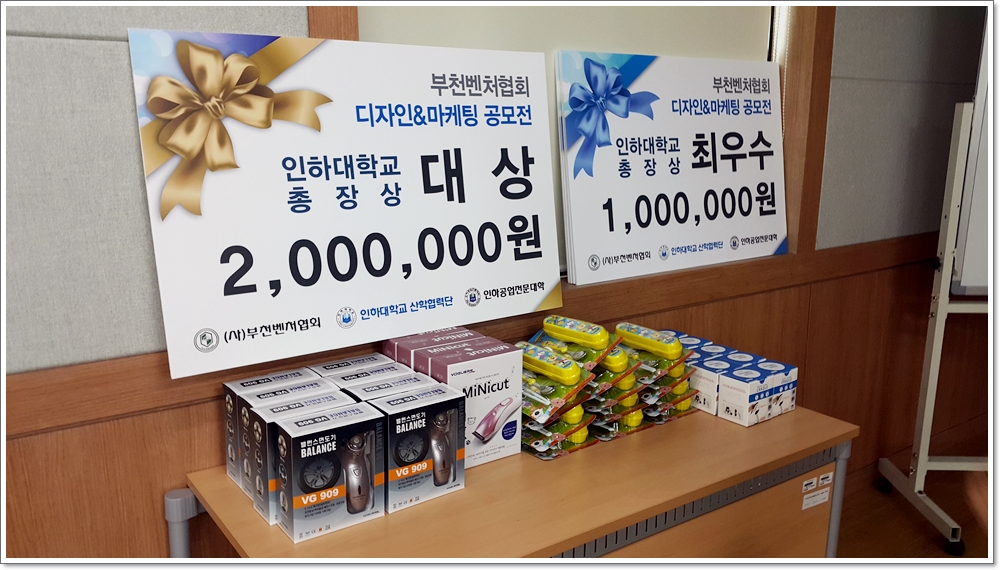 부천벤처협회
디자인&마케팅 공모전
인하대학교
총 장 상
대 상
2,000,000원
(사)부천벤처협회
인하대학교 산학협력단
인하공업전문대학
부천벤처협회
디자인&마케팅 공모전
인하대학교
총 장 상
최우수
1,000,000원
(사)부천벤처협회
인하대학교 산학협력단
인하공업전문대학
MiNicut
밸런스면도기
BALANCE
VG 909
밸런스면도기
BALANCE
VG 909